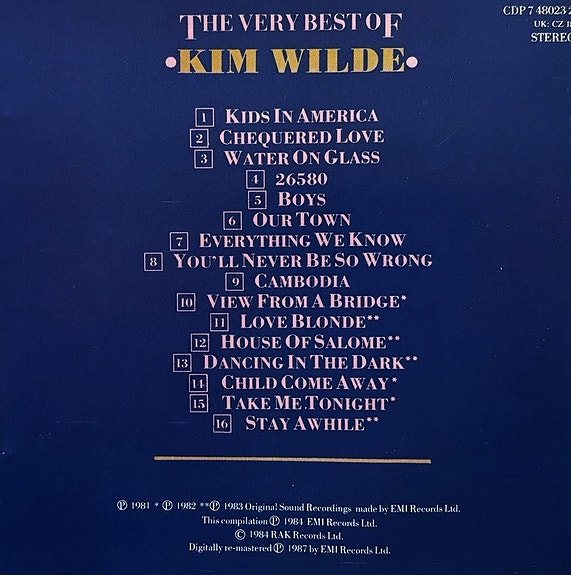 THE VERY BEST OF
•KIM WILDE•
CDP 7 48023 2
UK: CZ
STEREO
1 KIDS IN AMERICA
2 CHEQUERED LOVE
3 WATER ON GLASS
4 26580
5 BOYS
6 OUR TOWN
7 EVERYTHING WE KNOW
8 YOU'LL NEVER BE SO WRONG
9 CAMBODIA
10 VIEW FROM A BRIDGE*
11 LOVE BLONDE**
12 HOUSE OF SALOME**
13 DANCING IN THE DARK**
14 CHILD COME AWAY*
15 TAKE ME TONIGHT*
16 STAY AWHILE**
℗ 1981 * ℗ 1982 **℗ 1983 Original Sound Recordings made by EMI Records Ltd.
This compilation ℗ 1984 EMI Records Ltd.
© 1984 RAK Records Ltd.
Digitally re-mastered ℗ 1987 by EMI Records Ltd.